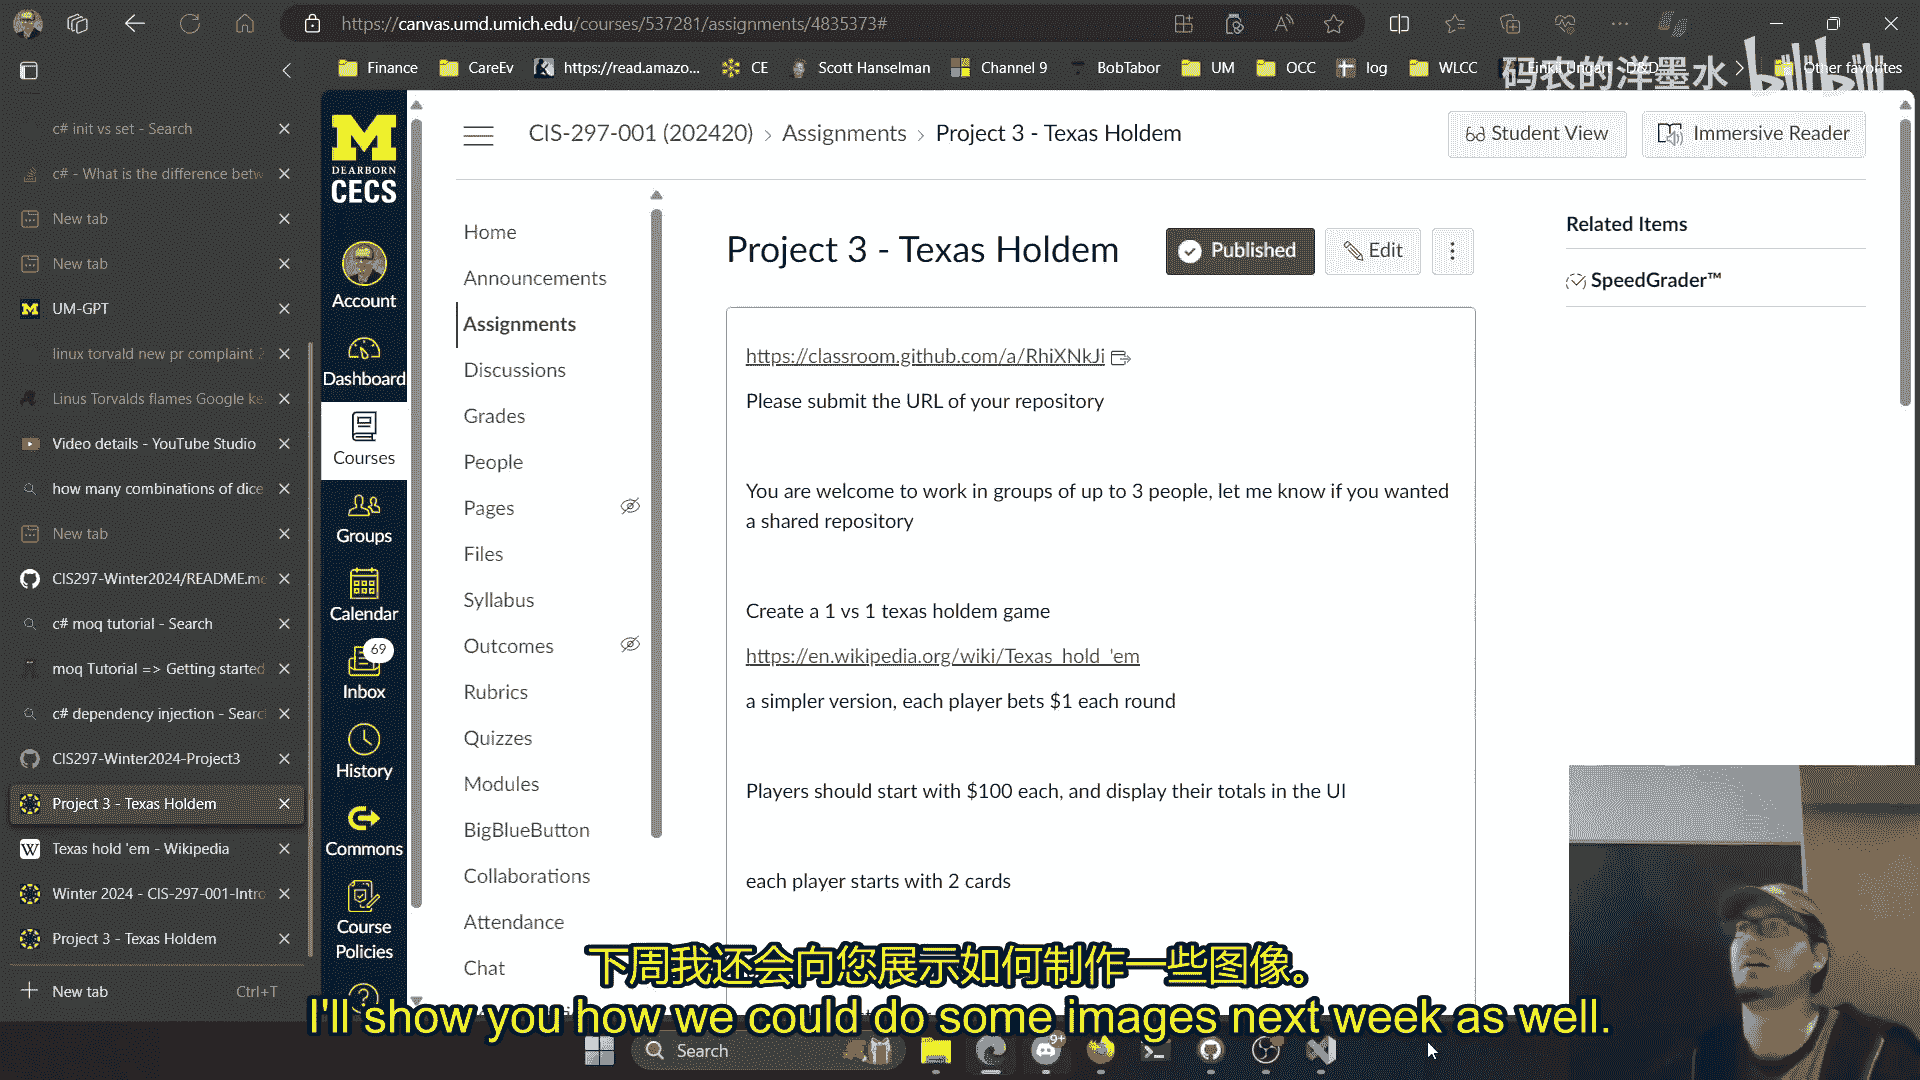 https://canvas.umd.umich.edu/courses/537281/assignments/4835373#
Finance
CareEv
https://read.amazo...
CE
Scott Hanselman
Channel 9
BobTabor
UM
OCC
log
WLCC
Other favorites
码农的洋墨水
bilibili
c# init vs set - Search
c# - What is the difference betw
New tab
New tab
UM-GPT
linux torvald new pr complaint
Linus Torvalds flames Google ke
Video details - YouTube Studio
how many combinations of dice
New tab
CIS297-Winter2024/README.m
c# moq tutorial - Search
moq Tutorial => Getting started
c# dependency injection - Searc
CIS297-Winter2024-Project3
Project 3 - Texas Holdem
Texas hold 'em - Wikipedia
Winter 2024 - CIS-297-001-Intro
Project 3 - Texas Holdem
New tab
Ctrl+T
M
DEARBORN
CECS
Account
Dashboard
Courses
Groups
Calendar
69
Inbox
History
Commons
Course
Policies
CIS-297-001 (202420) > Assignments > Project 3 - Texas Holdem
Student View
Immersive Reader
Home
Announcements
Assignments
Discussions
Grades
People
Pages
Files
Syllabus
Outcomes
Rubrics
Quizzes
Modules
BigBlueButton
Collaborations
Attendance
Chat
Project 3 - Texas Holdem
Published
Edit
https://classroom.github.com/a/RhiXNkJi
Please submit the URL of your repository
You are welcome to work in groups of up to 3 people, let me know if you wanted
a shared repository
Create a 1 vs 1 texas holdem game
https://en.wikipedia.org/wiki/Texas_hold_'em
a simpler version, each player bets $1 each round
Players should start with $100 each, and display their totals in the UI
each player starts with 2 cards
Related Items
SpeedGrader™
下周我还会向您展示如何制作一些图像。
I'll show you how we could do some images next week as well.
Search
9+